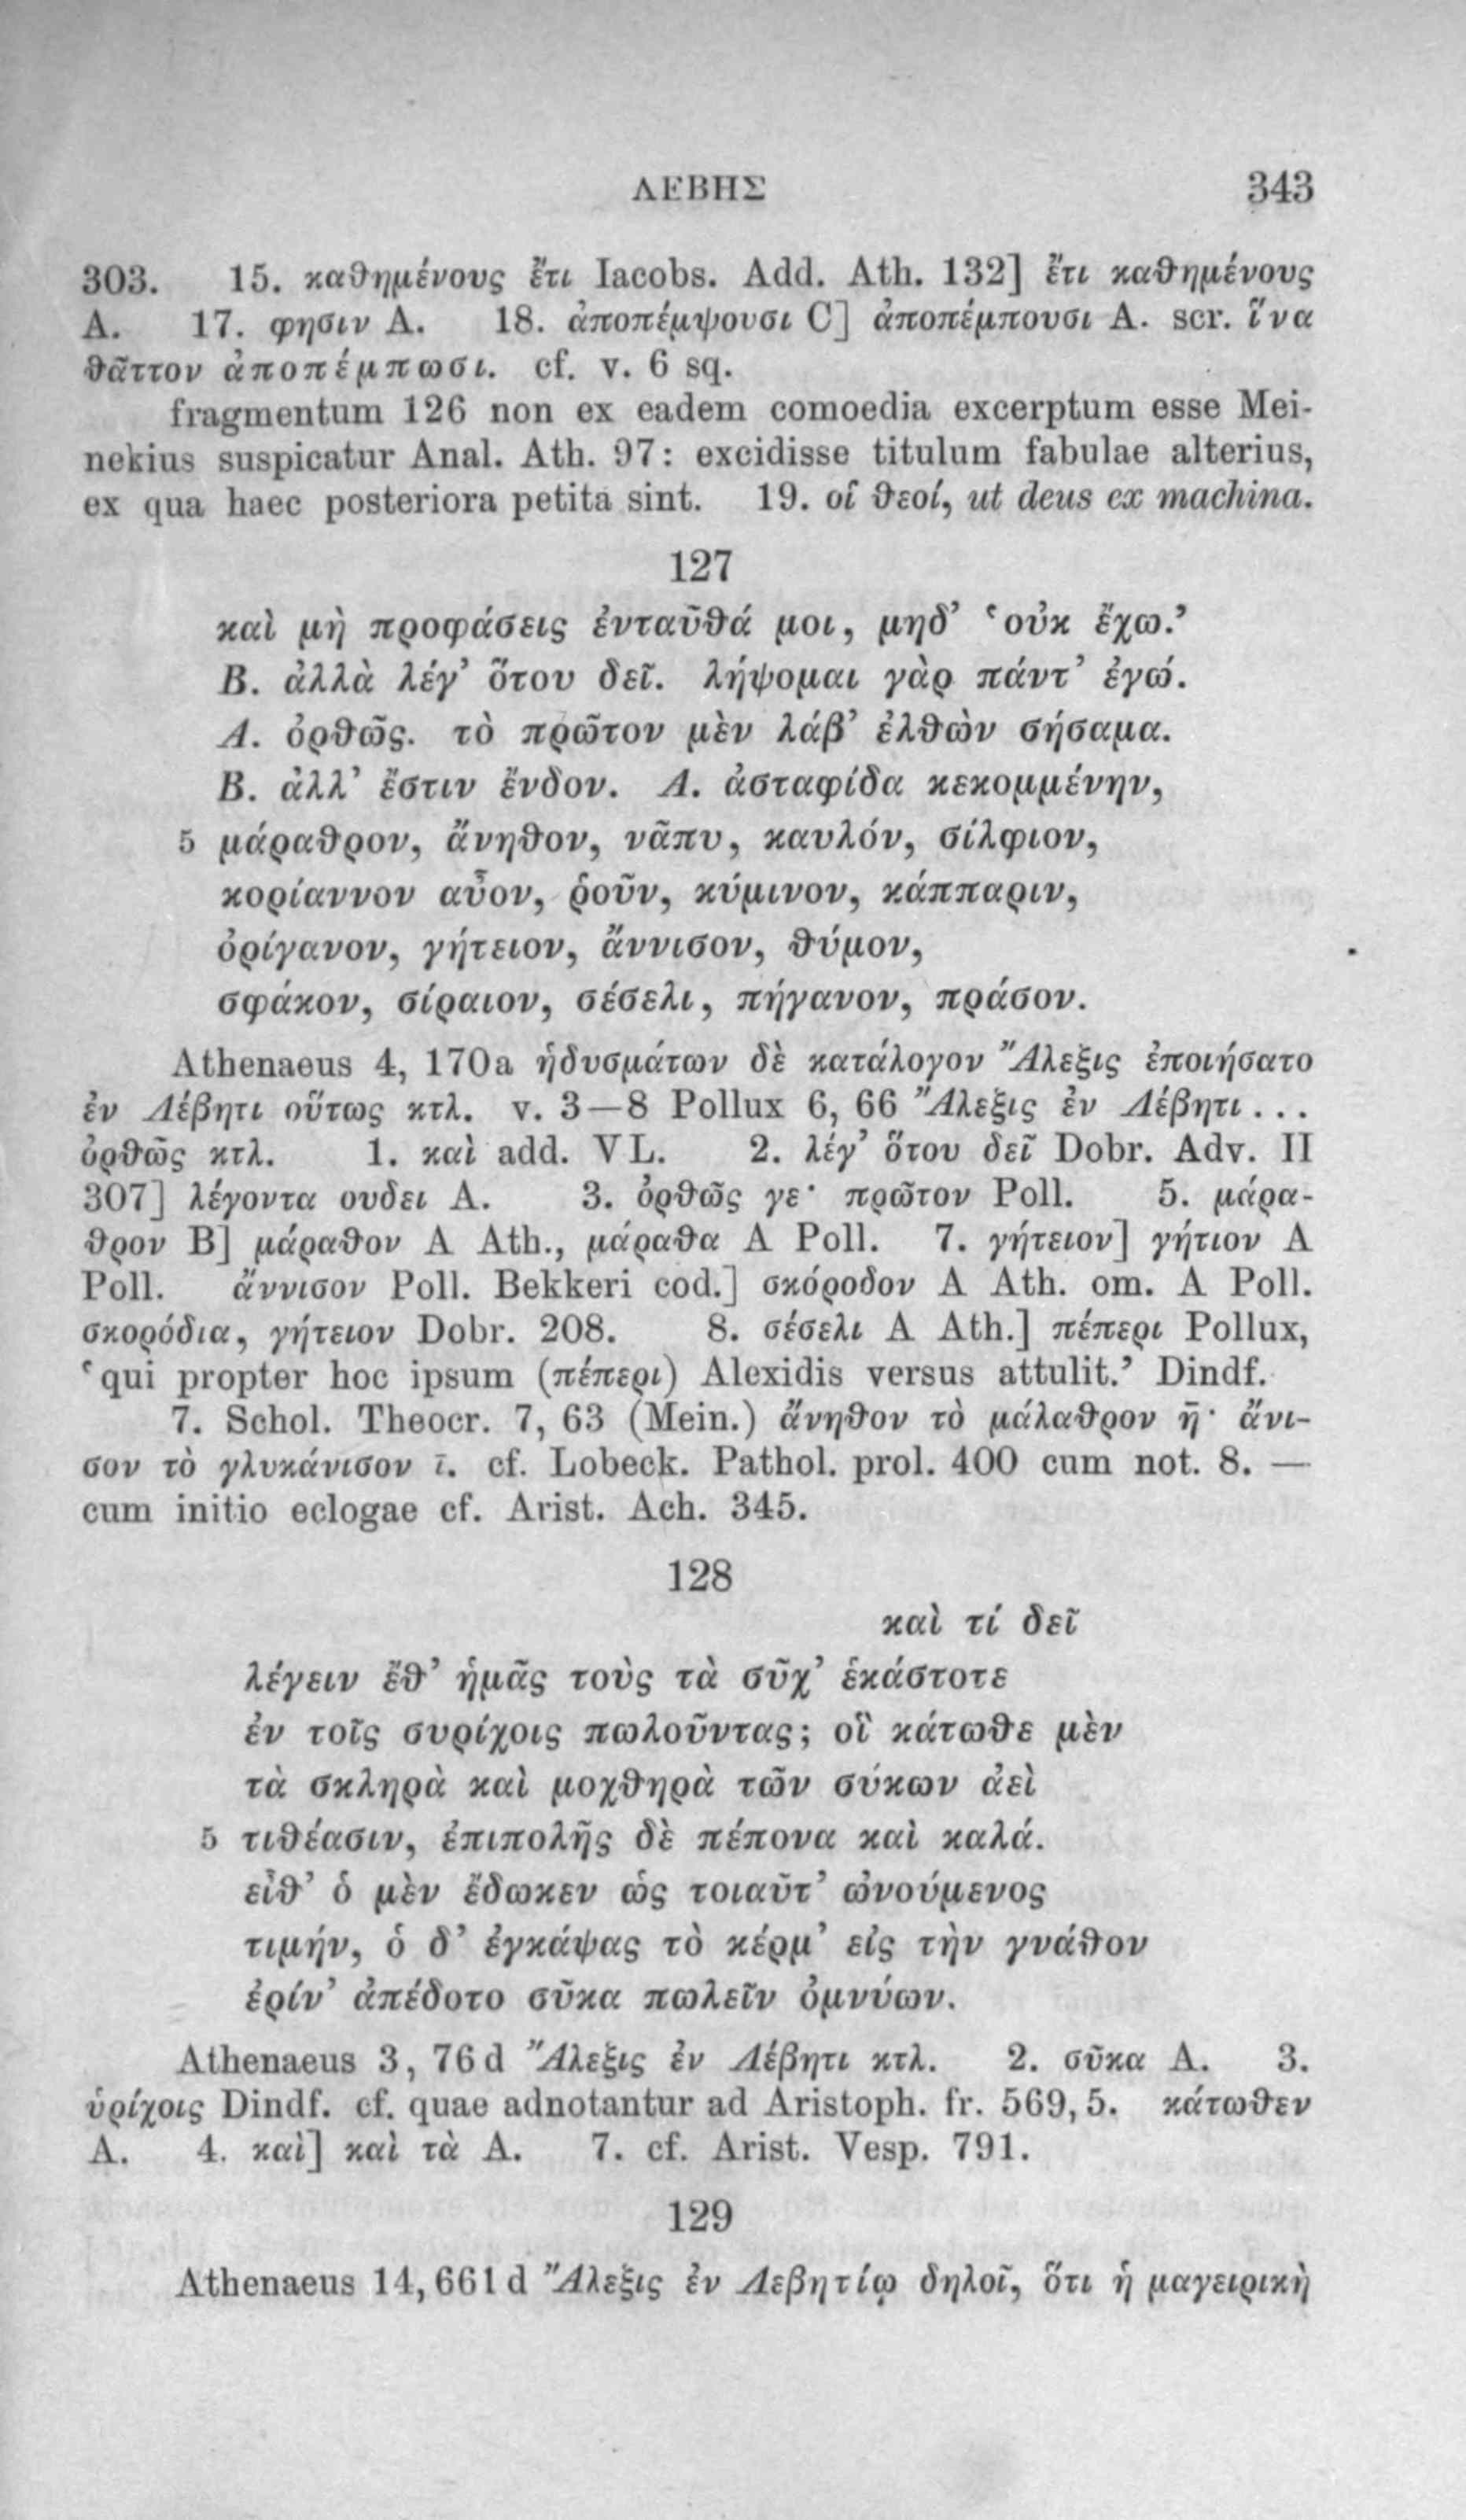 ΛΕΒΗΣ 343
303. 15. καθημένους ἔτι Iacobs. Add. Ath. 132] ἔτι καθημένους
A. 17. φησιν A. 18. ἀποπέμψουσι C] ἀποπέμπουσι A. scr. ἵνα
θᾶττον ἀποπέμπωσι. cf. v. 6 sq.
fragmentum 126 non ex eadem comoedia excerptum esse Mei-
nekius suspicatur Anal. Ath. 97: excidisse titulum fabulae alterius,
ex qua haec posteriora petita sint. 19. οἱ θεοί, ut deus ex machina.
127
καὶ μὴ προφάσεις ἐνταῦθά μοι, μηδ’ ‘οὐκ ἔχω.’
Β. ἀλλὰ λέγ’ ὅτου δεῖ. λήψομαι γὰρ πάντ’ ἐγώ.
Α. ὀρθῶς. τὸ πρῶτον μὲν λάβ’ ἐλθὼν σήσαμα.
Β. ἀλλ’ ἔστιν ἔνδον. Α. ἀσταφίδα κεκομμένην,
5 μάραθρον, ἄνηθον, νᾶπυ, καυλόν, σίλφιον,
κορίαννον αὖον, ῥοῦν, κύμινον, κάππαριν,
ὀρίγανον, γήτειον, ἄννισον, θύμον,
σφάκον, σίραιον, σέσελι, πήγανον, πράσον.
Athenaeus 4, 170a ἡδυσμάτων δὲ κατάλογον Ἄλεξις ἐποιήσατο
ἐν Λέβητι οὕτως κτλ. v. 3—8 Pollux 6, 66 Ἄλεξις ἐν Λέβητι...
ὀρθῶς κτλ. 1. καὶ add. VL. 2. λέγ’ ὅτου δεῖ Dobr. Adv. II
307] λέγοντα ουδει A. 3. ὀρθῶς γε· πρῶτον Poll. 5. μάρα-
θρον B] μάραθον A Ath., μάραθα A Poll. 7. γήτειον] γήτιον A
Poll. ἄννισον Poll. Bekkeri cod.] σκόροδον A Ath. om. A Poll.
σκορόδια, γήτειον Dobr. 208. 8. σέσελι A Ath.] πέπερι Pollux,
‘qui propter hoc ipsum (πέπερι) Alexidis versus attulit.’ Dindf.
7. Schol. Theocr. 7, 63 (Mein.) ἄνηθον τὸ μάλαθρον η̄· ἄνι-
σον τὸ γλυκάνισον ῑ. cf. Lobeck. Pathol. prol. 400 cum not. 8. —
cum initio eclogae cf. Arist. Ach. 345.
128
καὶ τί δεῖ
λέγειν ἔθ’ ἡμᾶς τοὺς τὰ σῦχ’ ἑκάστοτε
ἐν τοῖς συρίχοις πωλοῦντας; οἳ κάτωθε μὲν
τὰ σκληρὰ καὶ μοχθηρὰ τῶν σύκων ἀεὶ
5 τιθέασιν, ἐπιπολῆς δὲ πέπονα καὶ καλά.
εἶθ’ ὁ μὲν ἔδωκεν ὡς τοιαῦτ’ ὠνούμενος
τιμήν, ὁ δ’ ἐγκάψας τὸ κέρμ’ εἰς τὴν γνάθον
ἐρίν’ ἀπέδοτο σῦκα πωλεῖν ὀμνύων.
Athenaeus 3, 76d Ἄλεξις ἐν Λέβητι κτλ. 2. σῦκα A. 3.
ὑρίχοις Dindf. cf. quae adnotantur ad Aristoph. fr. 569, 5. κάτωθεν
A. 4. καὶ] καὶ τὰ A. 7. cf. Arist. Vesp. 791.
129
Athenaeus 14, 661d Ἄλεξις ἐν Λεβητίῳ δηλοῖ, ὅτι ἡ μαγειρικὴ